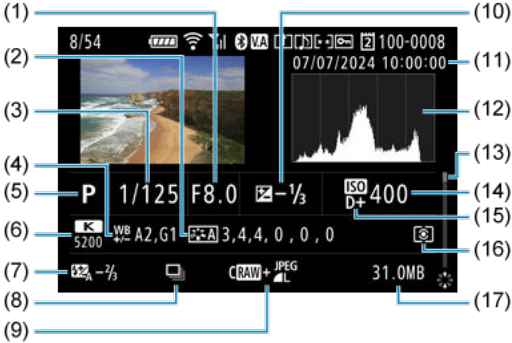 (1) (10)
8/54 V.A 2 100-0008
(2) 07/07/2024 10:00:00 (11)
(3) (12)
(4) (13)
(5) P 1/125 F8.0 -1/3 ISO D+ 400 (14)
(15)
(6) K 5200 WB +/- A2,G1 A 3,4,4,0,0,0 (16)
(7) A -2/3 CRAW+JPEG L 31.0MB
(8) (17)
(9)